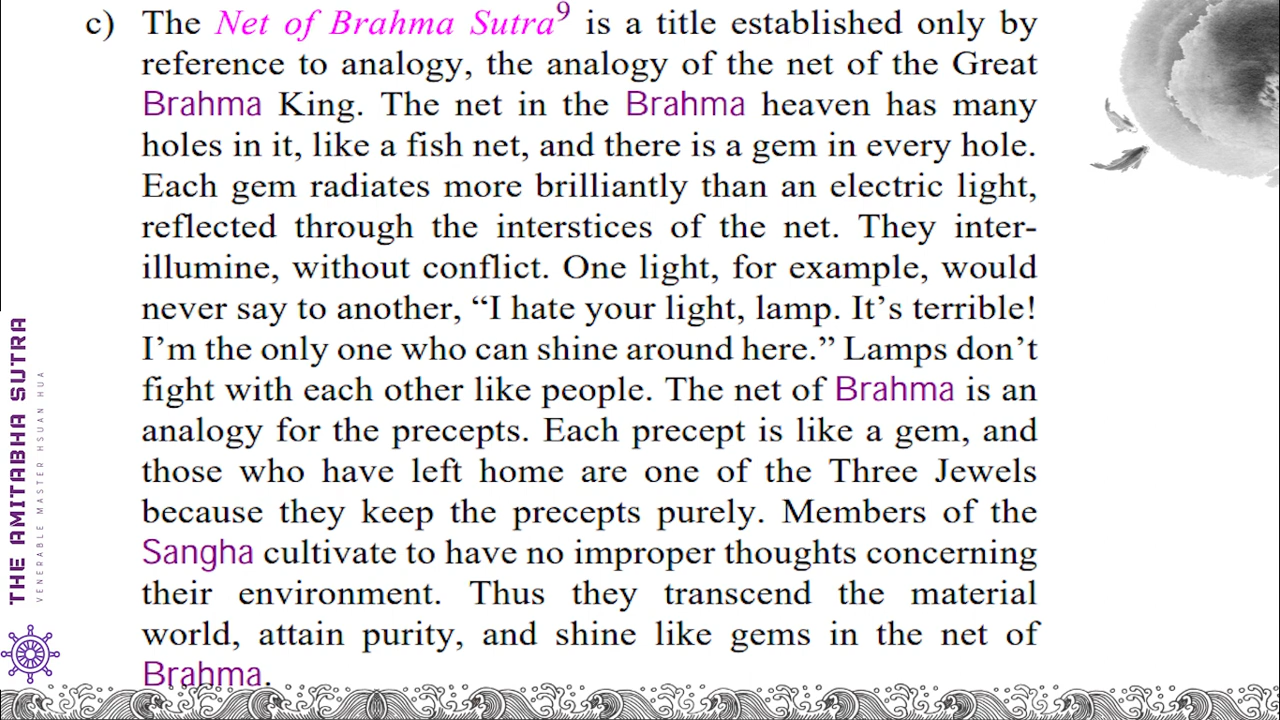 c) The Net of Brahma Sutra9 is a title established only by
reference to analogy, the analogy of the net of the Great
Brahma King. The net in the Brahma heaven has many
holes in it, like a fish net, and there is a gem in every hole.
Each gem radiates more brilliantly than an electric light,
reflected through the interstices of the net. They inter-
illumine, without conflict. One light, for example, would
never say to another, “I hate your light, lamp. It’s terrible!
I’m the only one who can shine around here.” Lamps don’t
fight with each other like people. The net of Brahma is an
analogy for the precepts. Each precept is like a gem, and
those who have left home are one of the Three Jewels
because they keep the precepts purely. Members of the
Sangha cultivate to have no improper thoughts concerning
their environment. Thus they transcend the material
world, attain purity, and shine like gems in the net of
Brahma.
THE AMITABHA SUTRA
VENERABLE MASTER HSUAN HUA